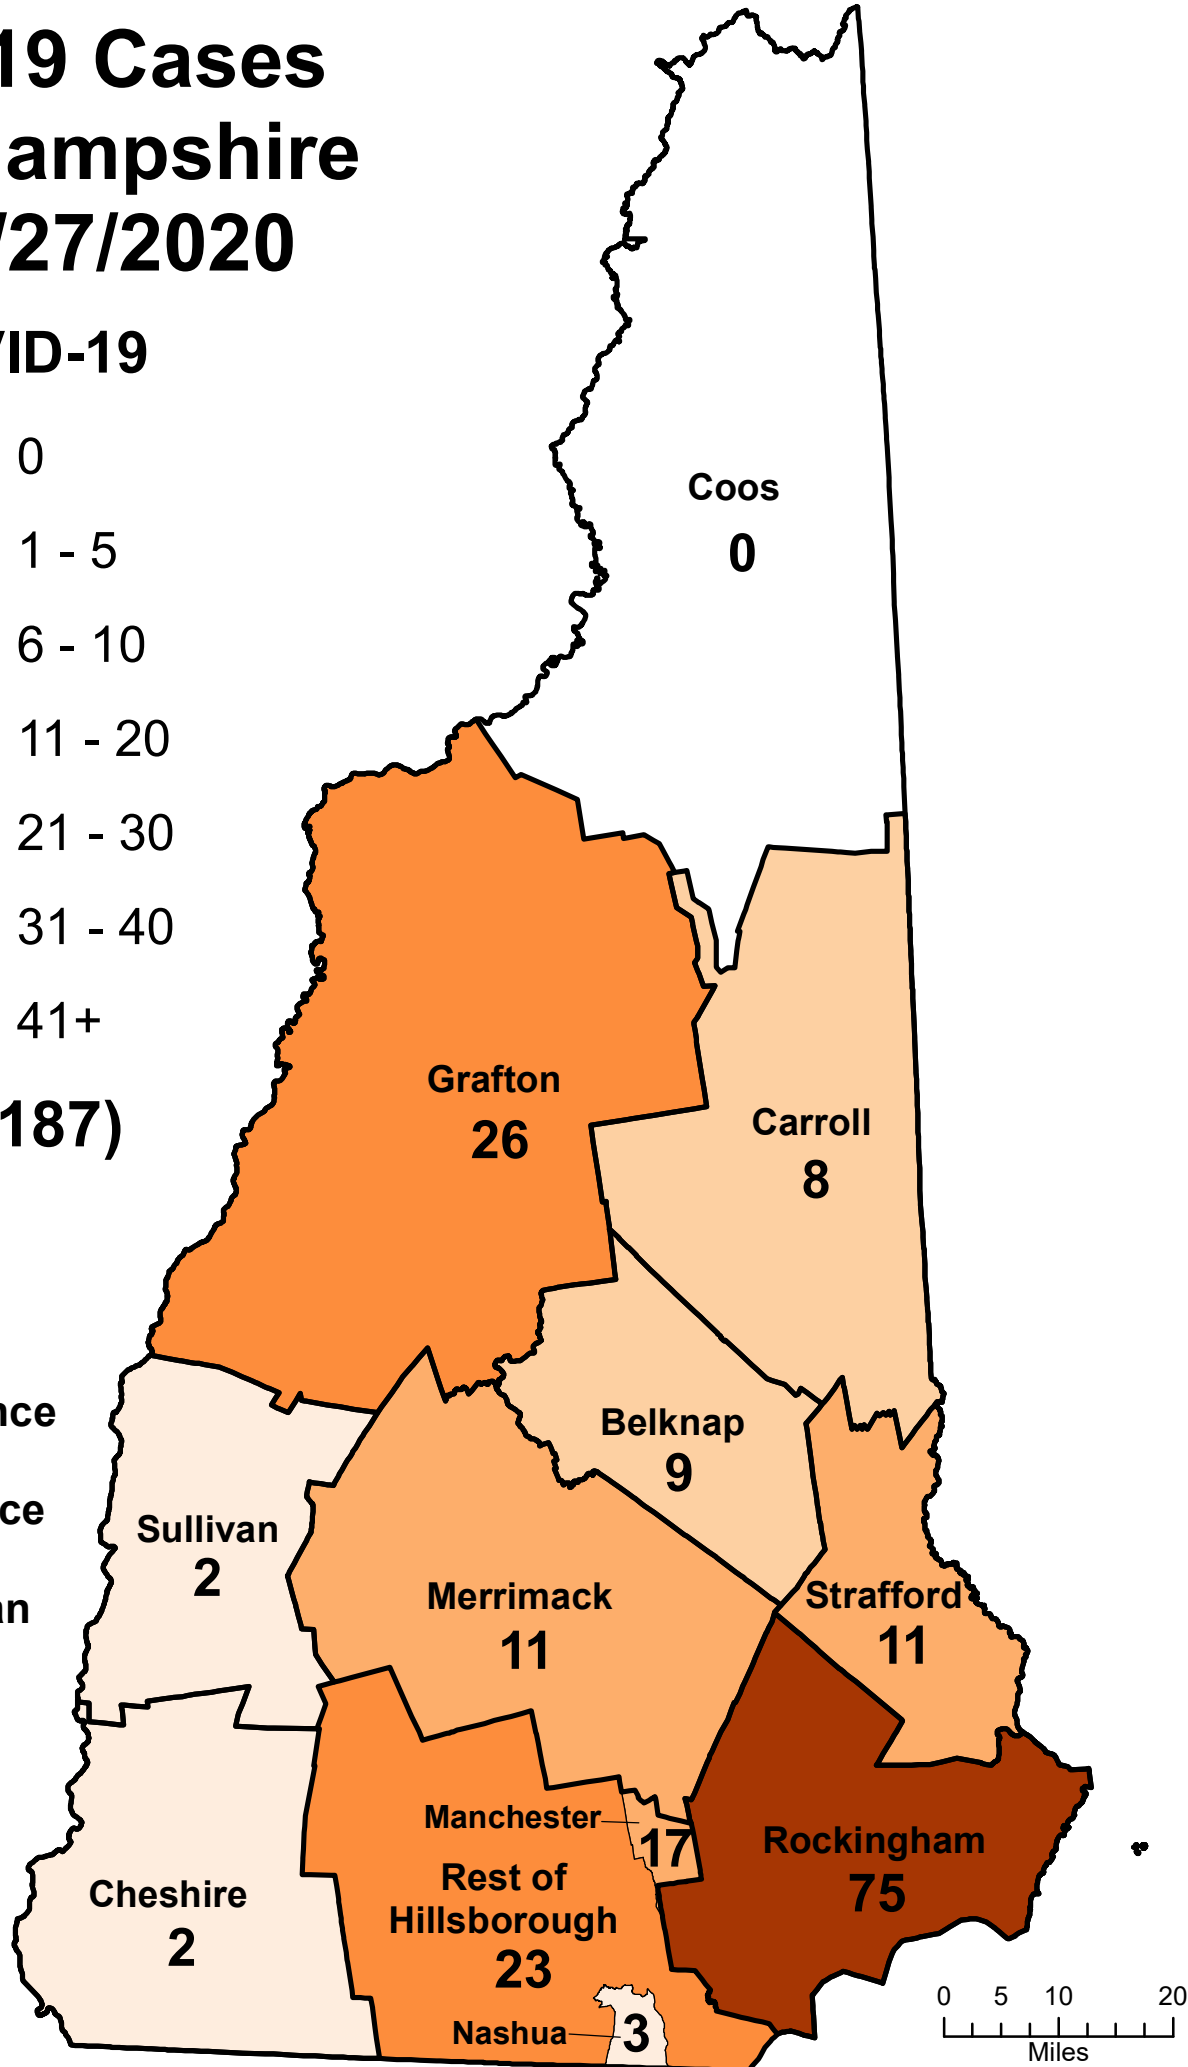 19 Cases
ampshire
/27/2020
ID-19
0
1 - 5
6 - 10
11 - 20
21 - 30
31 - 40
41+
187)
nce
ce
an
Coos
0
Grafton
26
Carroll
8
Belknap
9
Sullivan
2
Merrimack
11
Strafford
11
Manchester
17
Rockingham
75
Rest of
Hillsborough
23
Cheshire
2
Nashua
3
0 5 10 20
Miles